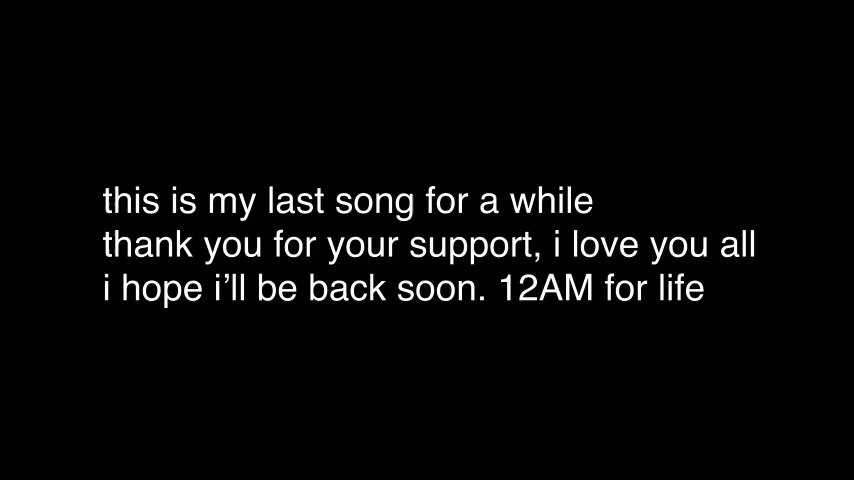 this is my last song for a while
thank you for your support, i love you all
i hope i’ll be back soon. 12AM for life